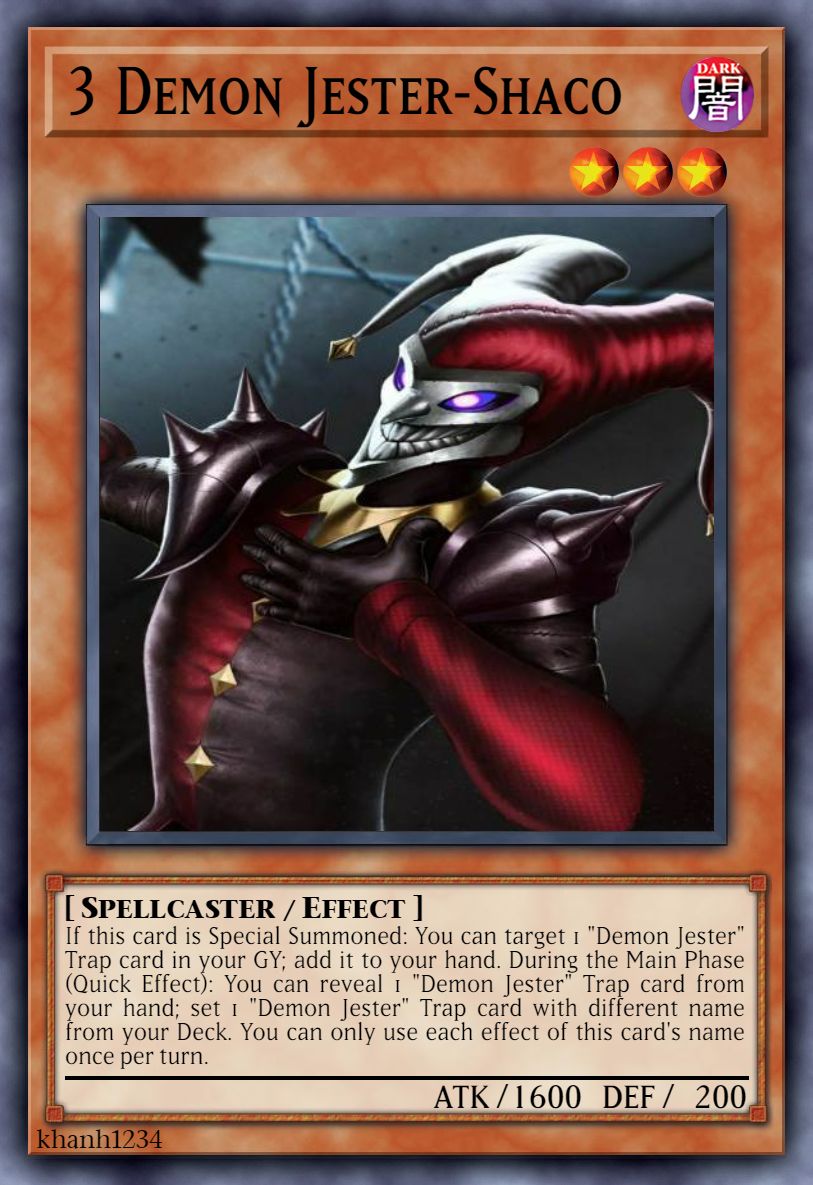 3 Demon Jester-Shaco
DARK
闇
[ Spellcaster / Effect ]
If this card is Special Summoned: You can target 1 "Demon Jester"
Trap card in your GY; add it to your hand. During the Main Phase
(Quick Effect): You can reveal 1 "Demon Jester" Trap card from
your hand; set 1 "Demon Jester" Trap card with different name
from your Deck. You can only use each effect of this card's name
once per turn.
ATK / 1600 DEF / 200
khanh1234